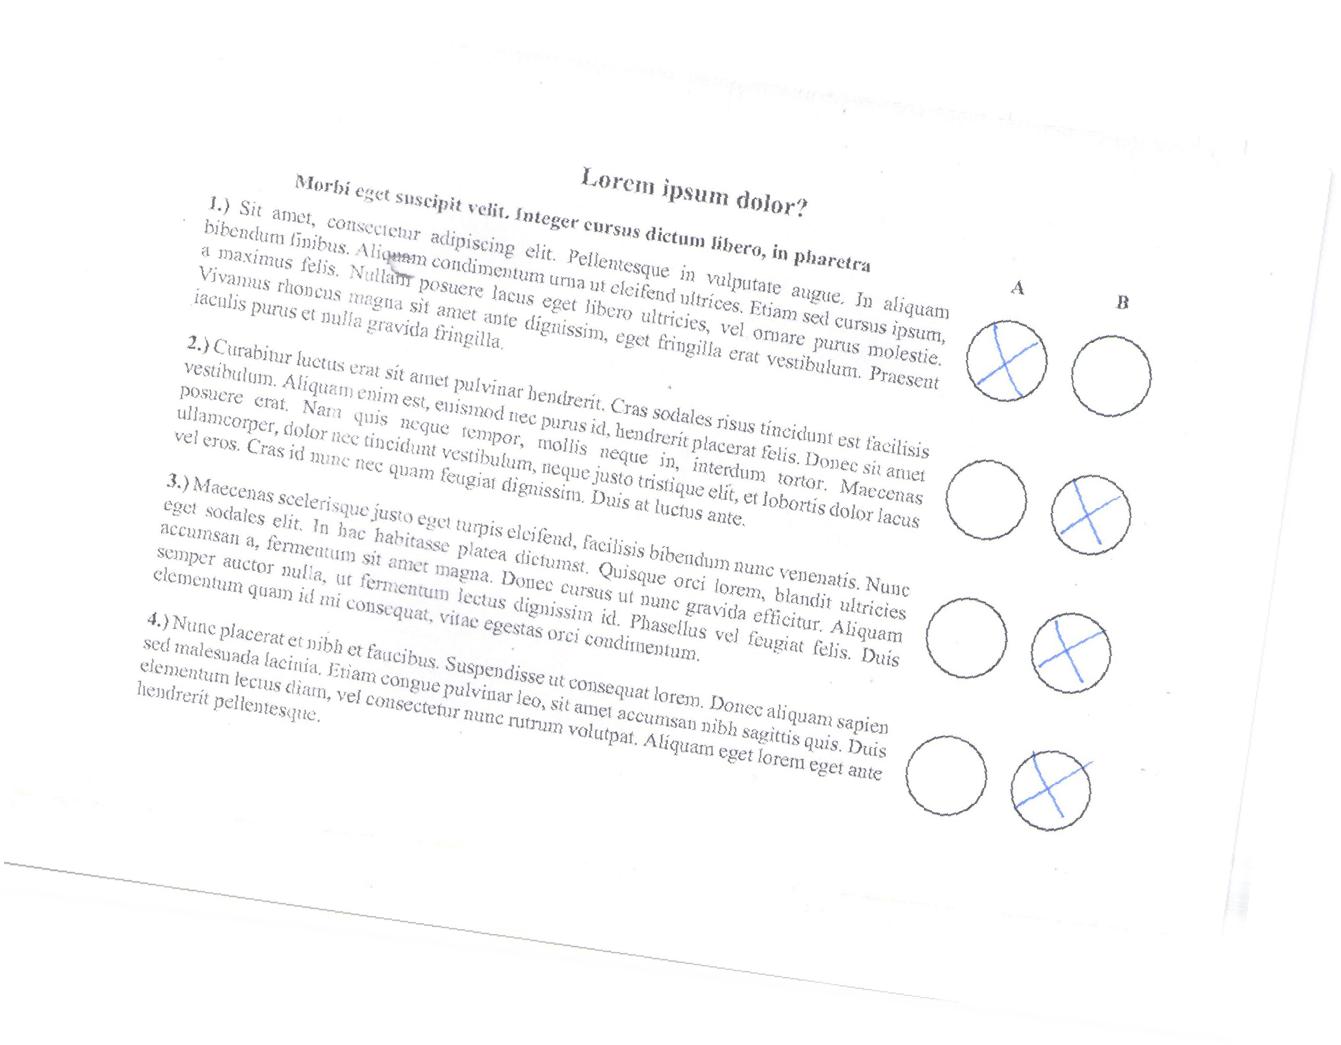 Lorem ipsum dolor?
Morbi eget suscipit velit. Integer cursus dictum libero, in pharetra
A
B
1.) Sit amet, consectetur adipiscing elit. Pellentesque in vulputate augue. In aliquam
bibendum finibus. Aliquam condimentum urna ut eleifend ultrices. Etiam sed cursus ipsum,
a maximus felis. Nullam posuere lacus eget libero ultricies, vel ornare purus molestie.
Vivamus rhoncus magna sit amet ante dignissim, eget fringilla erat vestibulum. Praesent
iaculis purus et nulla gravida fringilla.
2.) Curabitur luctus erat sit amet pulvinar hendrerit. Cras sodales risus tincidunt est facilisis
vestibulum. Aliquam enim est, euismod nec purus id, hendrerit placerat felis. Donec sit amet
posuere erat. Nam quis neque tempor, mollis neque in, interdum tortor. Maecenas
ullamcorper, dolor nec tincidunt vestibulum, neque justo tristique elit, et lobortis dolor lacus
vel eros. Cras id nunc nec quam feugiat dignissim. Duis at luctus ante.
3.) Maecenas scelerisque justo eget turpis eleifend, facilisis bibendum nunc venenatis. Nunc
eget sodales elit. In hac habitasse platea dictumst. Quisque orci lorem, blandit ultricies
accumsan a, fermentum sit amet magna. Donec cursus ut nunc gravida efficitur. Aliquam
semper auctor nulla, ut fermentum lectus dignissim id. Phasellus vel feugiat felis. Duis
elementum quam id mi consequat, vitae egestas orci condimentum.
4.) Nunc placerat et nibh et faucibus. Suspendisse ut consequat lorem. Donec aliquam sapien
sed malesuada lacinia. Etiam congue pulvinar leo, sit amet accumsan nibh sagittis quis. Duis
elementum lectus diam, vel consectetur nunc rutrum volutpat. Aliquam eget lorem eget ante
hendrerit pellentesque.